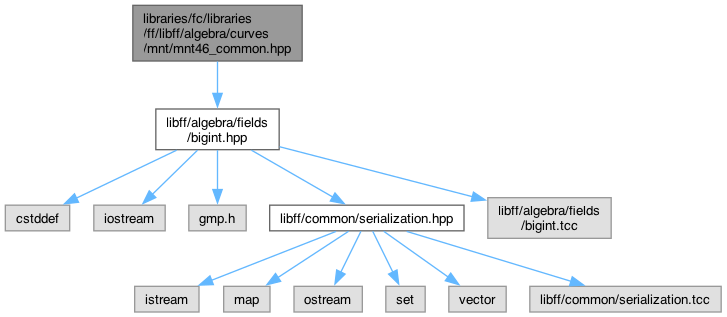 libraries/fc/libraries
/ff/libff/algebra/curves
/mnt/mnt46_common.hpp
libff/algebra/fields
/bigint.hpp
cstddef
iostream
gmp.h
libff/common/serialization.hpp
libff/algebra/fields
/bigint.tcc
istream
map
ostream
set
vector
libff/common/serialization.tcc